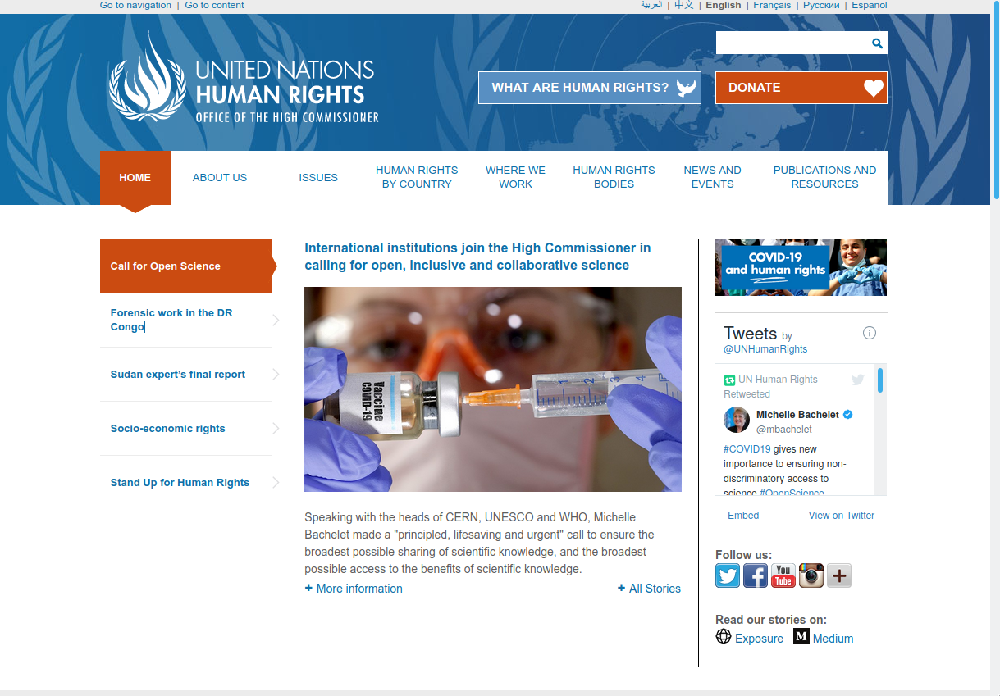 Go to navigation | Go to content
العربية | 中文 | English | Français | Русский | Español
UNITED NATIONS
HUMAN RIGHTS
OFFICE OF THE HIGH COMMISSIONER
WHAT ARE HUMAN RIGHTS?
DONATE
HOME
ABOUT US
ISSUES
HUMAN RIGHTS
BY COUNTRY
WHERE WE
WORK
HUMAN RIGHTS
BODIES
NEWS AND
EVENTS
PUBLICATIONS AND
RESOURCES
Call for Open Science
Forensic work in the DR
Congo
Sudan expert's final report
Socio-economic rights
Stand Up for Human Rights
International institutions join the High Commissioner in
calling for open, inclusive and collaborative science
Vaccine
COVID-19
1 2 3 4
Speaking with the heads of CERN, UNESCO and WHO, Michelle
Bachelet made a "principled, lifesaving and urgent" call to ensure the
broadest possible sharing of scientific knowledge, and the broadest
possible access to the benefits of scientific knowledge.
+ More information
+ All Stories
COVID-19
and human rights
Tweets by
@UNHumanRights
UN Human Rights
Retweeted
Michelle Bachelet
@mbachelet
#COVID19 gives new
importance to ensuring non-
discriminatory access to
science #OpenScience
Embed
View on Twitter
Follow us:
You
Tube
Read our stories on:
Exposure
M Medium